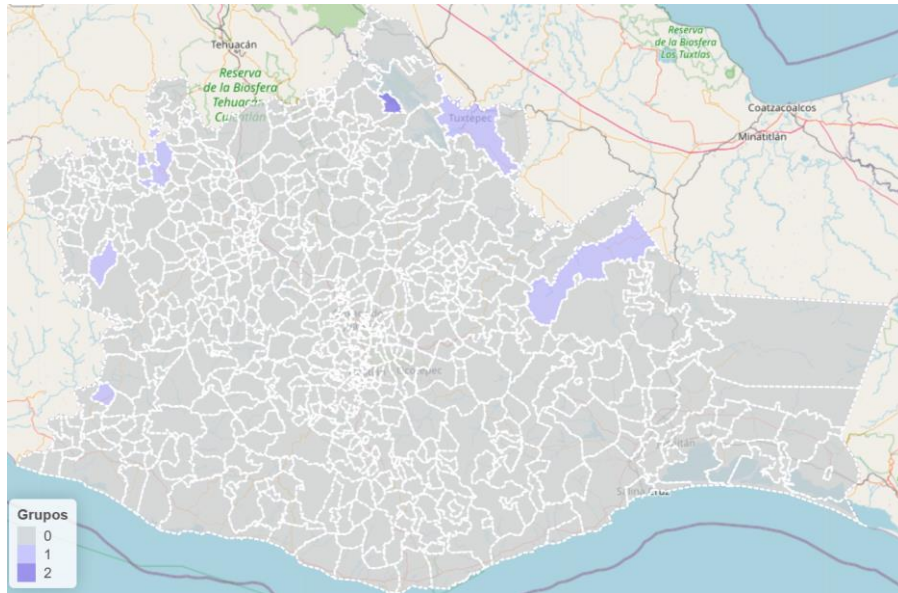 Tehuacán
Reserva
de la Biosfera
Tehuacán
Reserva
de la Biosfera
Los Tuxtlas
Coatzacoalcos
Minatitlán
Tuxtepec
Grupos
0
1
2